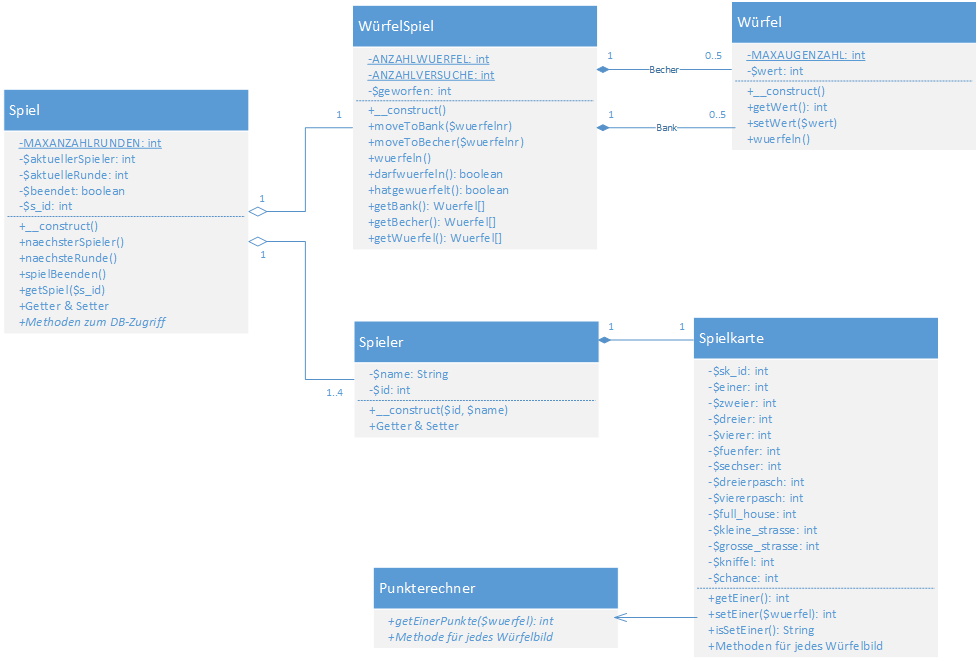 Spiel
-MAXANZAHLRUNDEN: int
-$aktuellerSpieler: int
-$aktuelleRunde: int
-$beendet: boolean
-$s_id: int
+__construct()
+naechsterSpieler()
+naechsteRunde()
+spielBeenden()
+getSpiel($s_id)
+Getter & Setter
+Methoden zum DB-Zugriff
1
1
1
1..4
WürfelSpiel
-ANZAHLWUERFEL: int
-ANZAHLVERSUCHE: int
-$geworfen: int
+__construct()
+moveToBank($wuerfelnr)
+moveToBecher($wuerfelnr)
+wuerfeln()
+darfwuerfeln(): boolean
+hatgewuerfelt(): boolean
+getBank(): Wuerfel[]
+getBecher(): Wuerfel[]
+getWuerfel(): Wuerfel[]
1
Becher
0..5
1
Bank
0..5
Würfel
-MAXAUGENZAHL: int
-$wert: int
+__construct()
+getWert(): int
+setWert($wert)
+wuerfeln()
Spieler
-$name: String
-$id: int
+__construct($id, $name)
+Getter & Setter
1
1
Spielkarte
-$sk_id: int
-$einer: int
-$zweier: int
-$dreier: int
-$vierer: int
-$fuenfer: int
-$sechser: int
-$dreierpasch: int
-$viererpasch: int
-$full_house: int
-$kleine_strasse: int
-$grosse_strasse: int
-$kniffel: int
-$chance: int
+getEiner(): int
+setEiner($wuerfel): int
+isSetEiner(): String
+Methoden für jedes Würfelbild
Punkterechner
+getEinerPunkte($wuerfel): int
+Methode für jedes Würfelbild